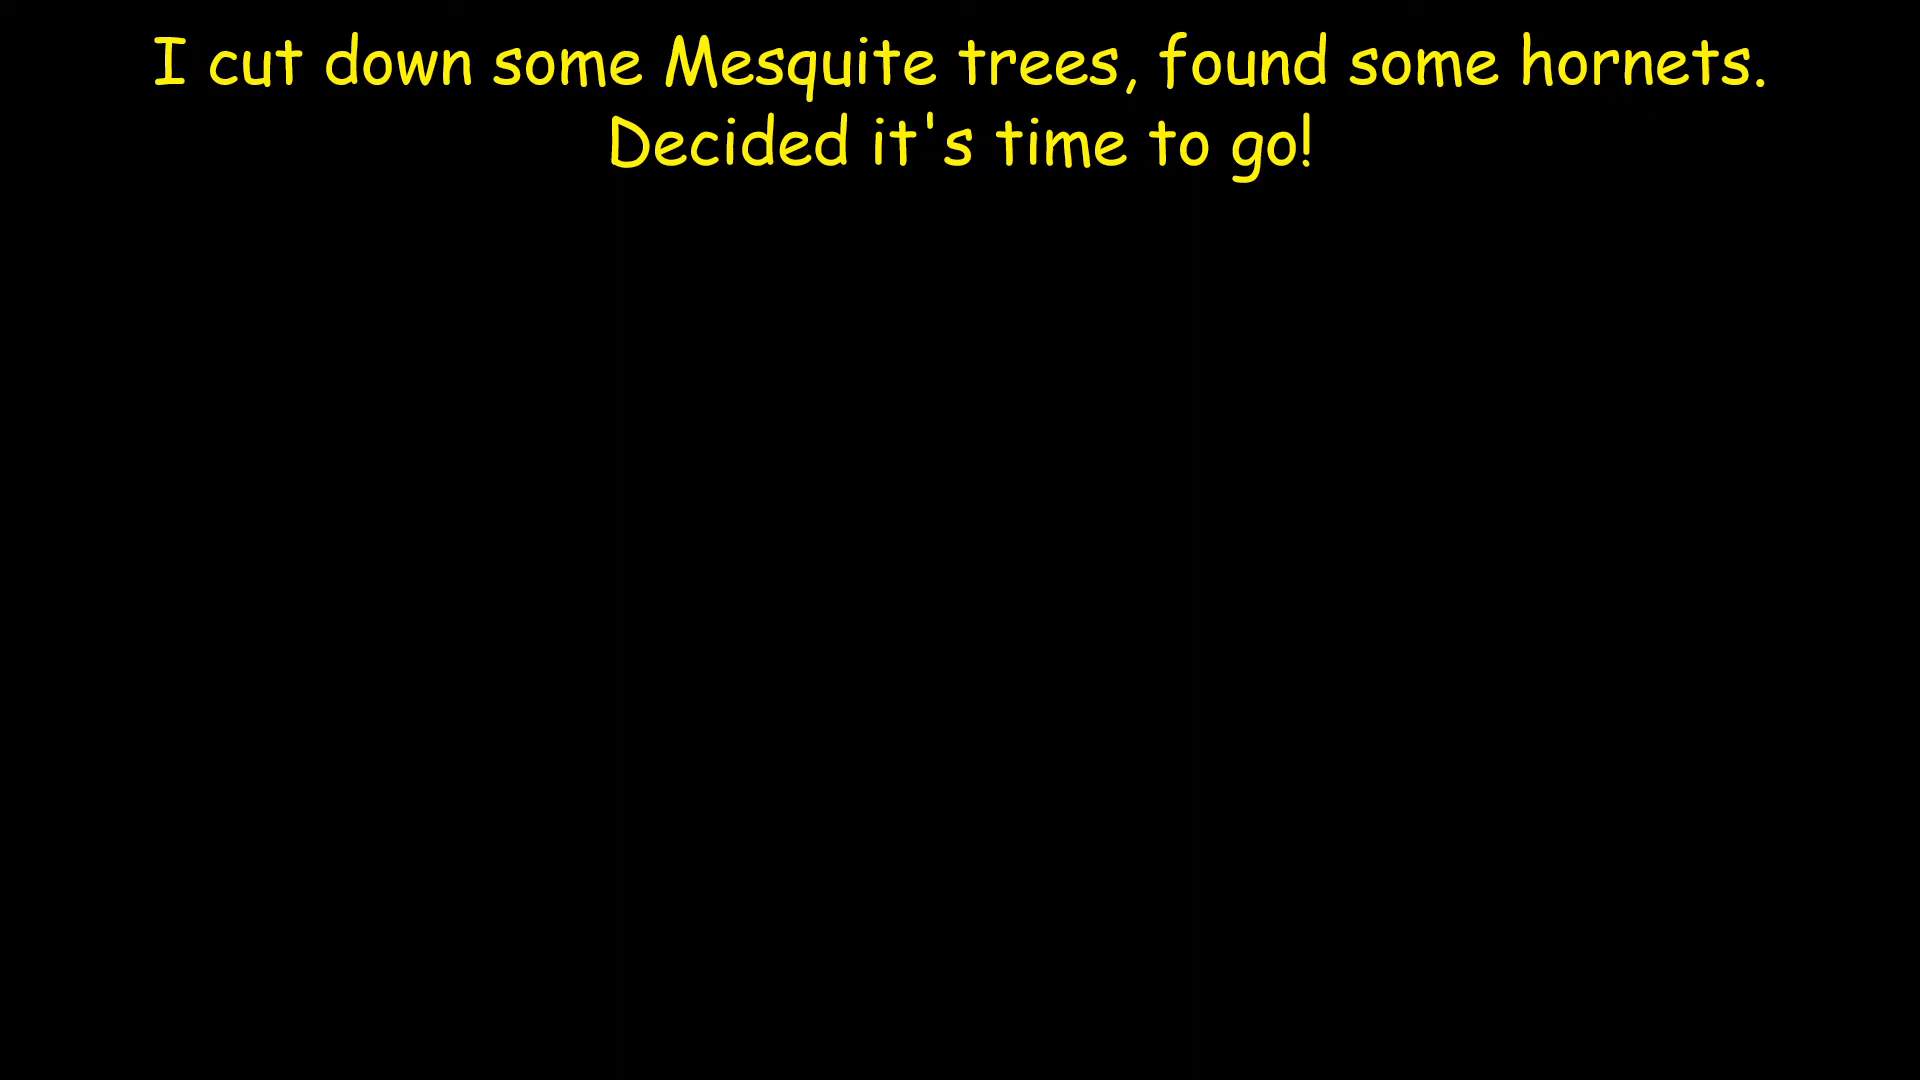 I cut down some Mesquite trees, found some hornets.
Decided it's time to go!